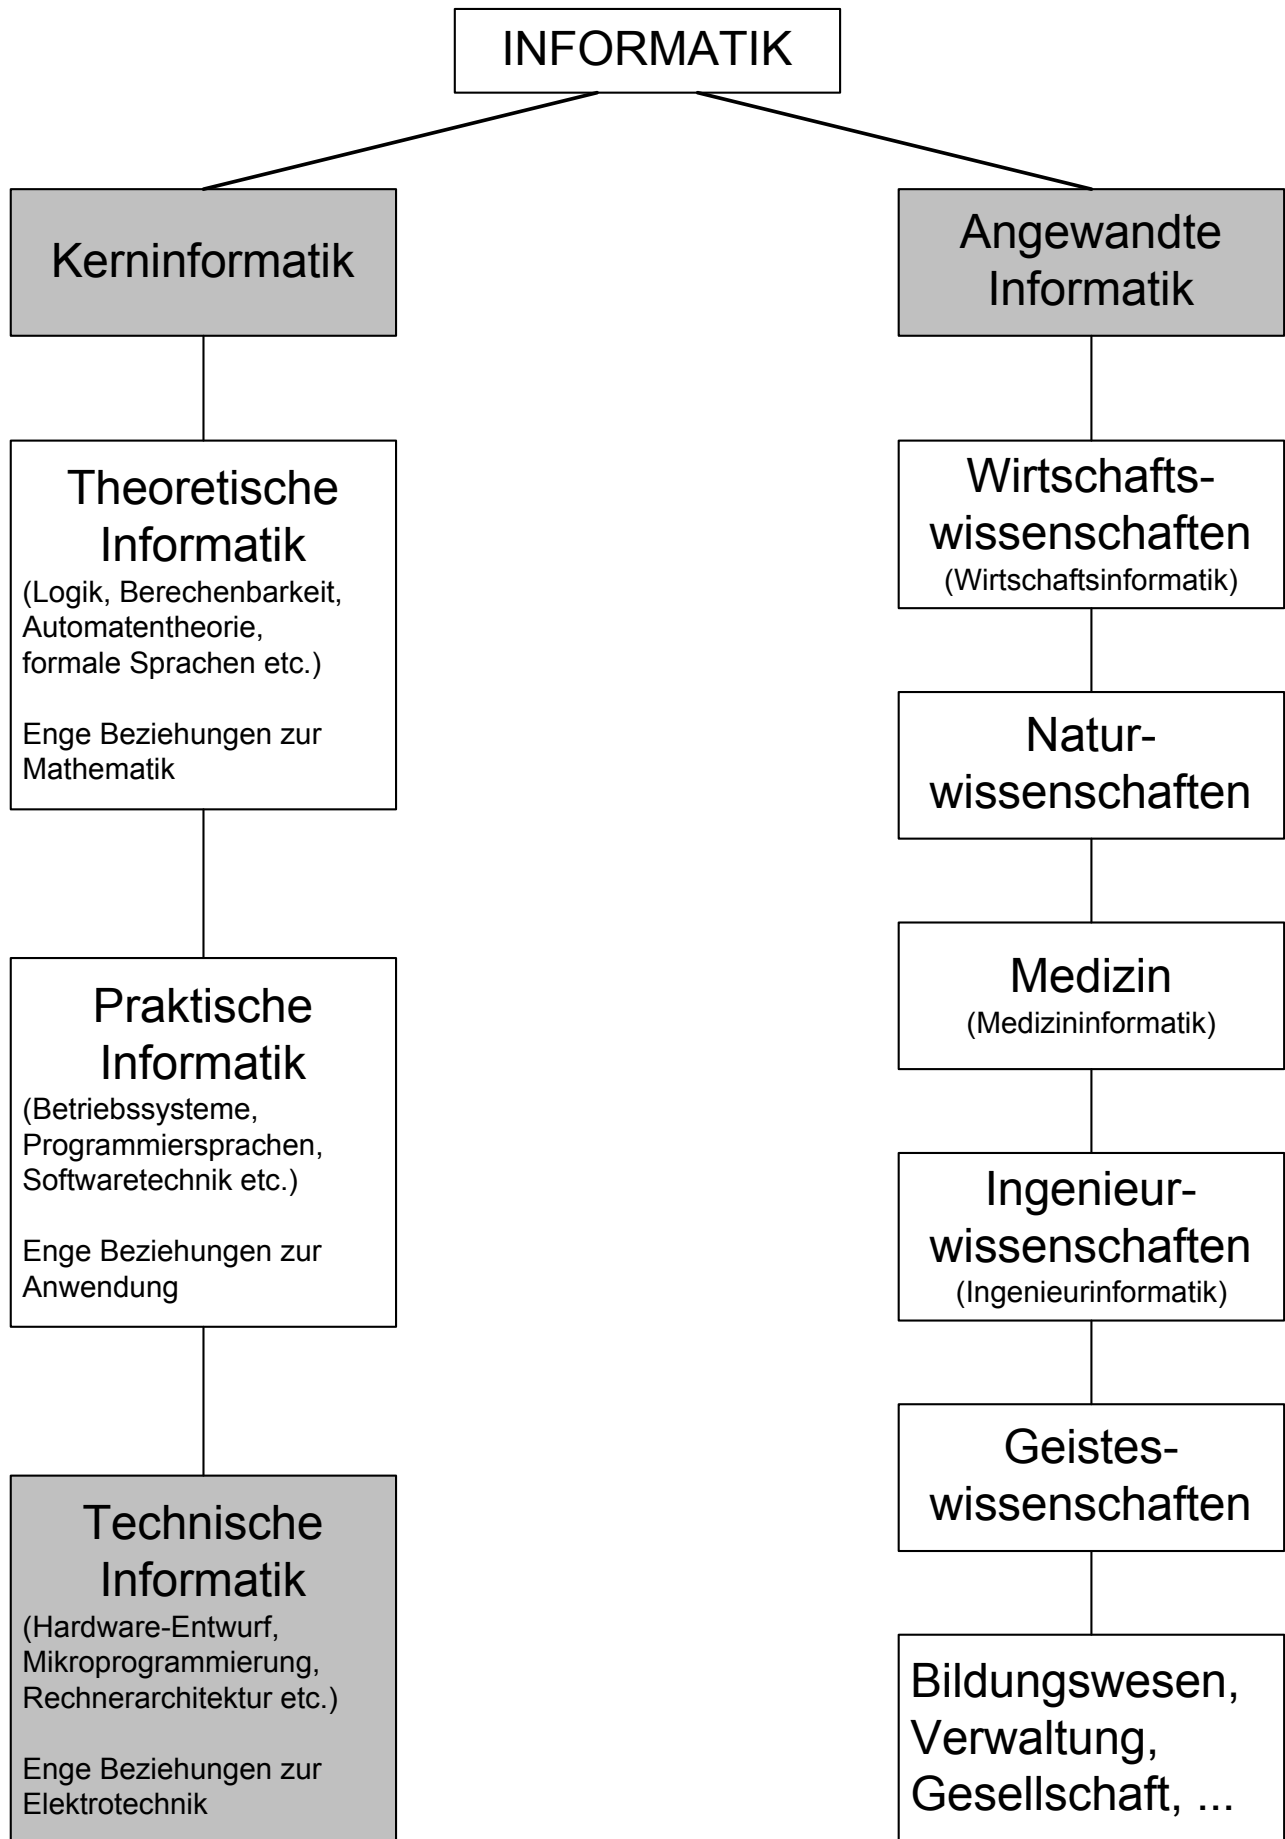 INFORMATIK
Kerninformatik
Theoretische
Informatik
(Logik, Berechenbarkeit,
Automatentheorie,
formale Sprachen etc.)
Enge Beziehungen zur
Mathematik
Praktische
Informatik
(Betriebssysteme,
Programmiersprachen,
Softwaretechnik etc.)
Enge Beziehungen zur
Anwendung
Technische
Informatik
(Hardware-Entwurf,
Mikroprogrammierung,
Rechnerarchitektur etc.)
Enge Beziehungen zur
Elektrotechnik
Angewandte
Informatik
Wirtschafts-
wissenschaften
(Wirtschaftsinformatik)
Natur-
wissenschaften
Medizin
(Medizininformatik)
Ingenieur-
wissenschaften
(Ingenieurinformatik)
Geistes-
wissenschaften
Bildungswesen,
Verwaltung,
Gesellschaft, ...